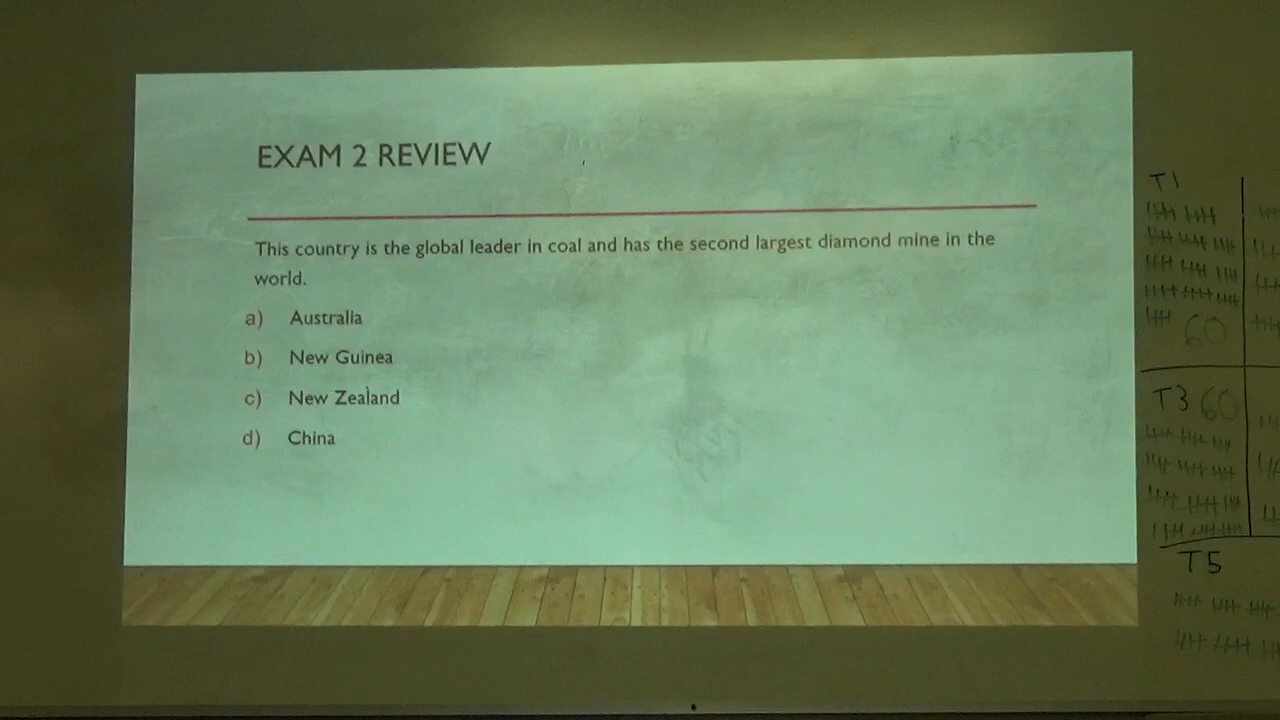 EXAM 2 REVIEW
This country is the global leader in coal and has the second largest diamond mine in the
world.
a) Australia
b) New Guinea
c) New Zealand
d) China
T1
60
T3 60
T5